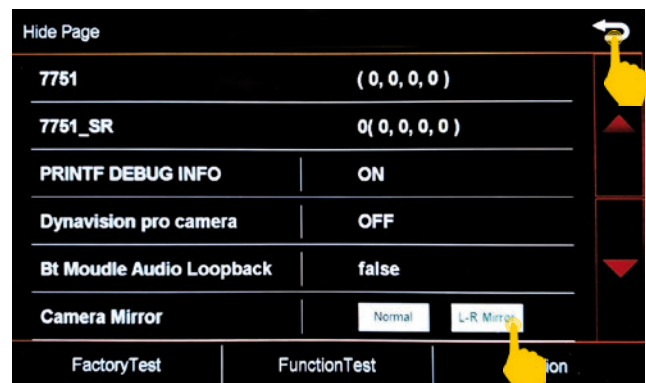 Hide Page
7751 ( 0, 0, 0, 0 )
7751_SR 0( 0, 0, 0, 0 )
PRINTF DEBUG INFO ON
Dynavision pro camera OFF
Bt Moudle Audio Loopback false
Camera Mirror Normal L-R Mirror
FactoryTest FunctionTest